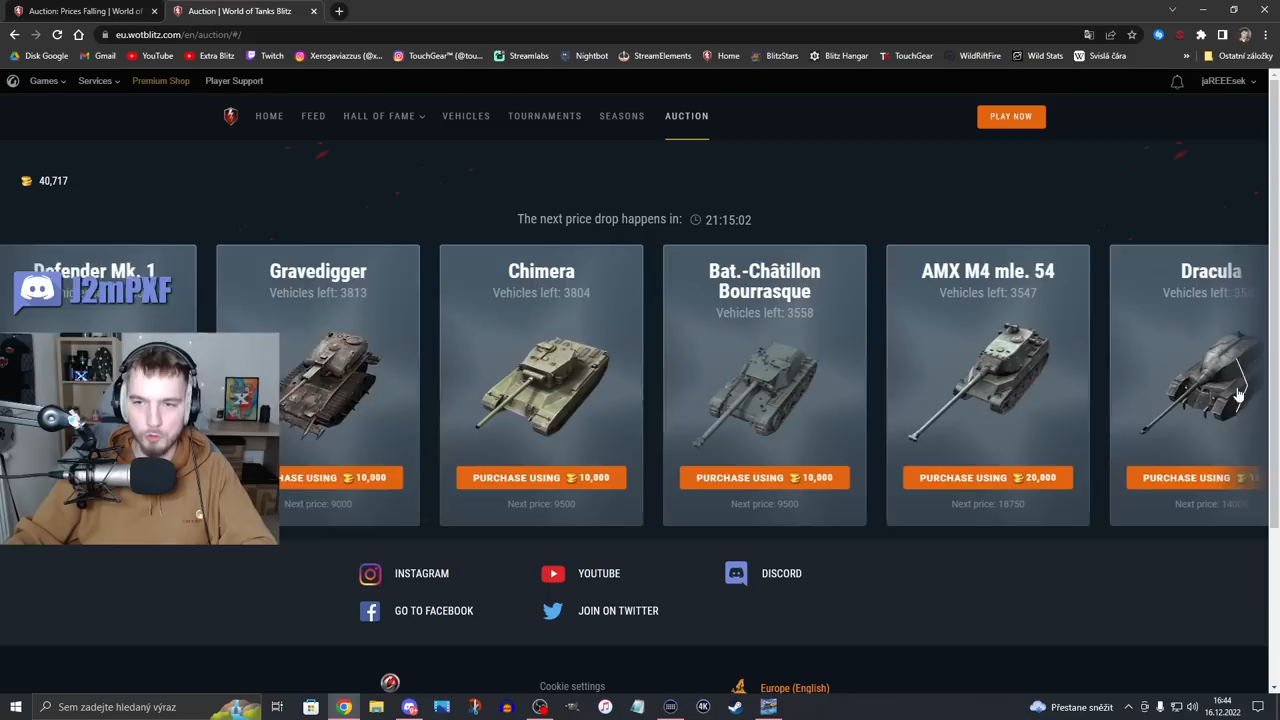 Auction: Prices Falling | World of
Auction | World of Tanks Blitz
eu.wotblitz.com/en/auction/#/
Disk Google
Gmail
YouTube
Extra Blitz
Twitch
Xerogaviazzus (@x...
TouchGear™ (@tou...
Streamlabs
Nightbot
StreamElements
Home
BlitzStars
Blitz Hangar
TouchGear
WildRiftFire
Wild Stats
Svislá čára
»
Ostatní záložky
Games
Services
Premium Shop
Player Support
jaREEEsek
HOME
FEED
HALL OF FAME
VEHICLES
TOURNAMENTS
SEASONS
AUCTION
PLAY NOW
40,717
The next price drop happens in: 21:15:02
Defender Mk. 1
J2mPXF
Gravedigger
Vehicles left: 3813
PURCHASE USING 10,000
Next price: 9000
Chimera
Vehicles left: 3804
PURCHASE USING 10,000
Next price: 9500
Bat.-Châtillon
Bourrasque
Vehicles left: 3558
PURCHASE USING 10,000
Next price: 9500
AMX M4 mle. 54
Vehicles left: 3547
PURCHASE USING 20,000
Next price: 18750
Dracula
Vehicles left:
PURCHASE USING
Next price: 14000
INSTAGRAM
YOUTUBE
DISCORD
GO TO FACEBOOK
JOIN ON TWITTER
Cookie settings
Europe (English)
Sem zadejte hledaný výraz
4K
Přestane sněžit
16:44
16.12.2022